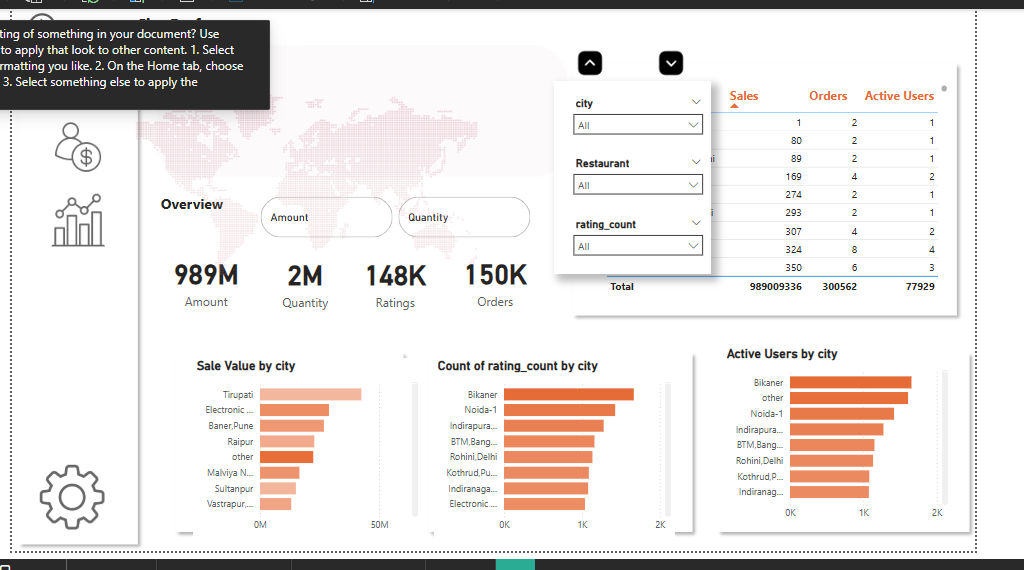 ting of something in your document? Use
to apply that look to other content. 1. Select
rmatting you like. 2. On the Home tab, choose
3. Select something else to apply the
city
All
Restaurant
All
rating_count
All
Sales Orders Active Users
1 2 1
80 2 1
89 2 1
169 4 2
274 2 1
293 2 1
307 4 2
324 8 4
350 6 3
Total 989009336 300562 77929
Overview
Amount
Quantity
989M
Amount
2M
Quantity
148K
Ratings
150K
Orders
Sale Value by city
Tirupati
Electronic ...
Baner,Pune
Raipur
other
Malviya N...
Sultanpur
Vastrapur,...
0M 50M
Count of rating_count by city
Bikaner
Noida-1
Indirapura...
BTM,Bang...
Rohini,Delhi
Kothrud,Pu...
Indiranaga...
Electronic ...
0K 1K 2K
Active Users by city
Bikaner
other
Noida-1
Indirapura...
BTM,Bang...
Rohini,Delhi
Kothrud,P...
Indiranag...
0K 1K 2K